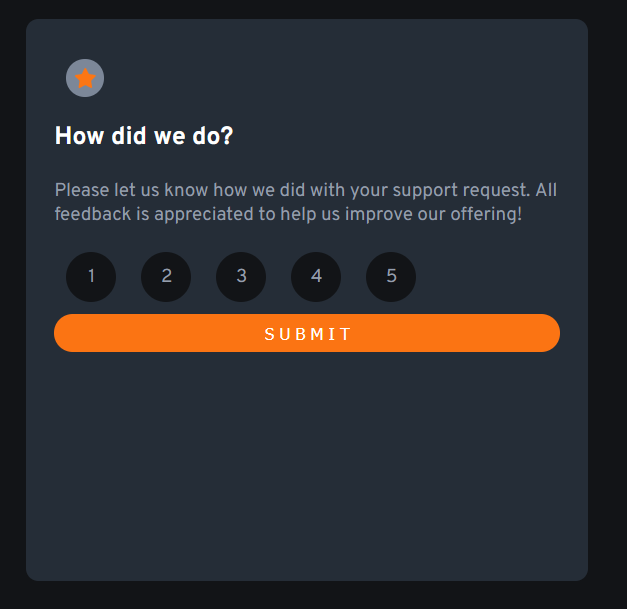 How did we do?
Please let us know how we did with your support request. All
feedback is appreciated to help us improve our offering!
1 2 3 4 5
SUBMIT